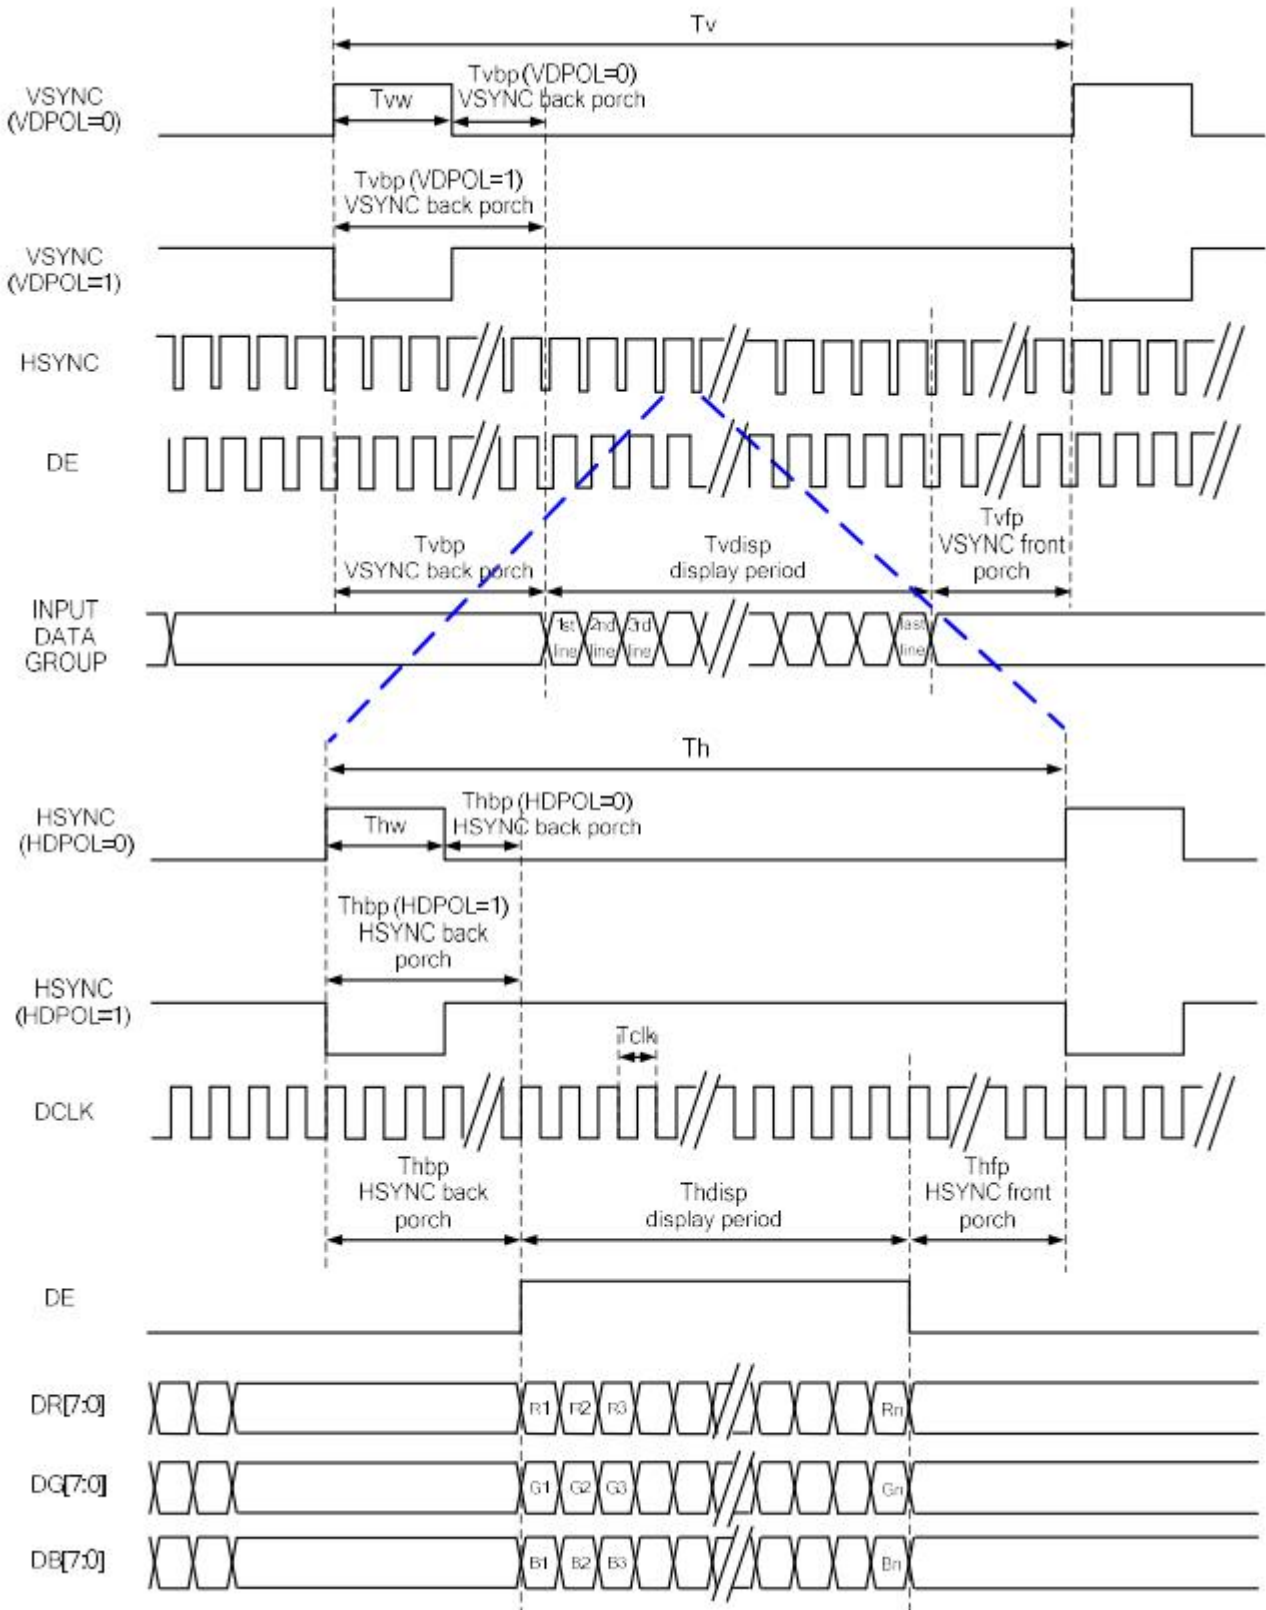 Tv
VSYNC
(VDPOL=0)
Tvw
Tvbp (VDPOL=0)
VSYNC back porch
Tvbp (VDPOL=1)
VSYNC back porch
VSYNC
(VDPOL=1)
HSYNC
DE
Tvbp
VSYNC back porch
Tvdisp
display period
Tvfp
VSYNC front
porch
INPUT
DATA
GROUP
1st
line
2nd
line
3rd
line
last
line
Th
HSYNC
(HDPOL=0)
Thw
Thbp (HDPOL=0)
HSYNC back porch
Thbp (HDPOL=1)
HSYNC back
porch
HSYNC
(HDPOL=1)
Tclk
DCLK
Thbp
HSYNC back
porch
Thdisp
display period
Thfp
HSYNC front
porch
DE
DR[7:0]
R1 R2 R3 Rn
DG[7:0]
G1 G2 G3 Gn
DB[7:0]
B1 B2 B3 Bn